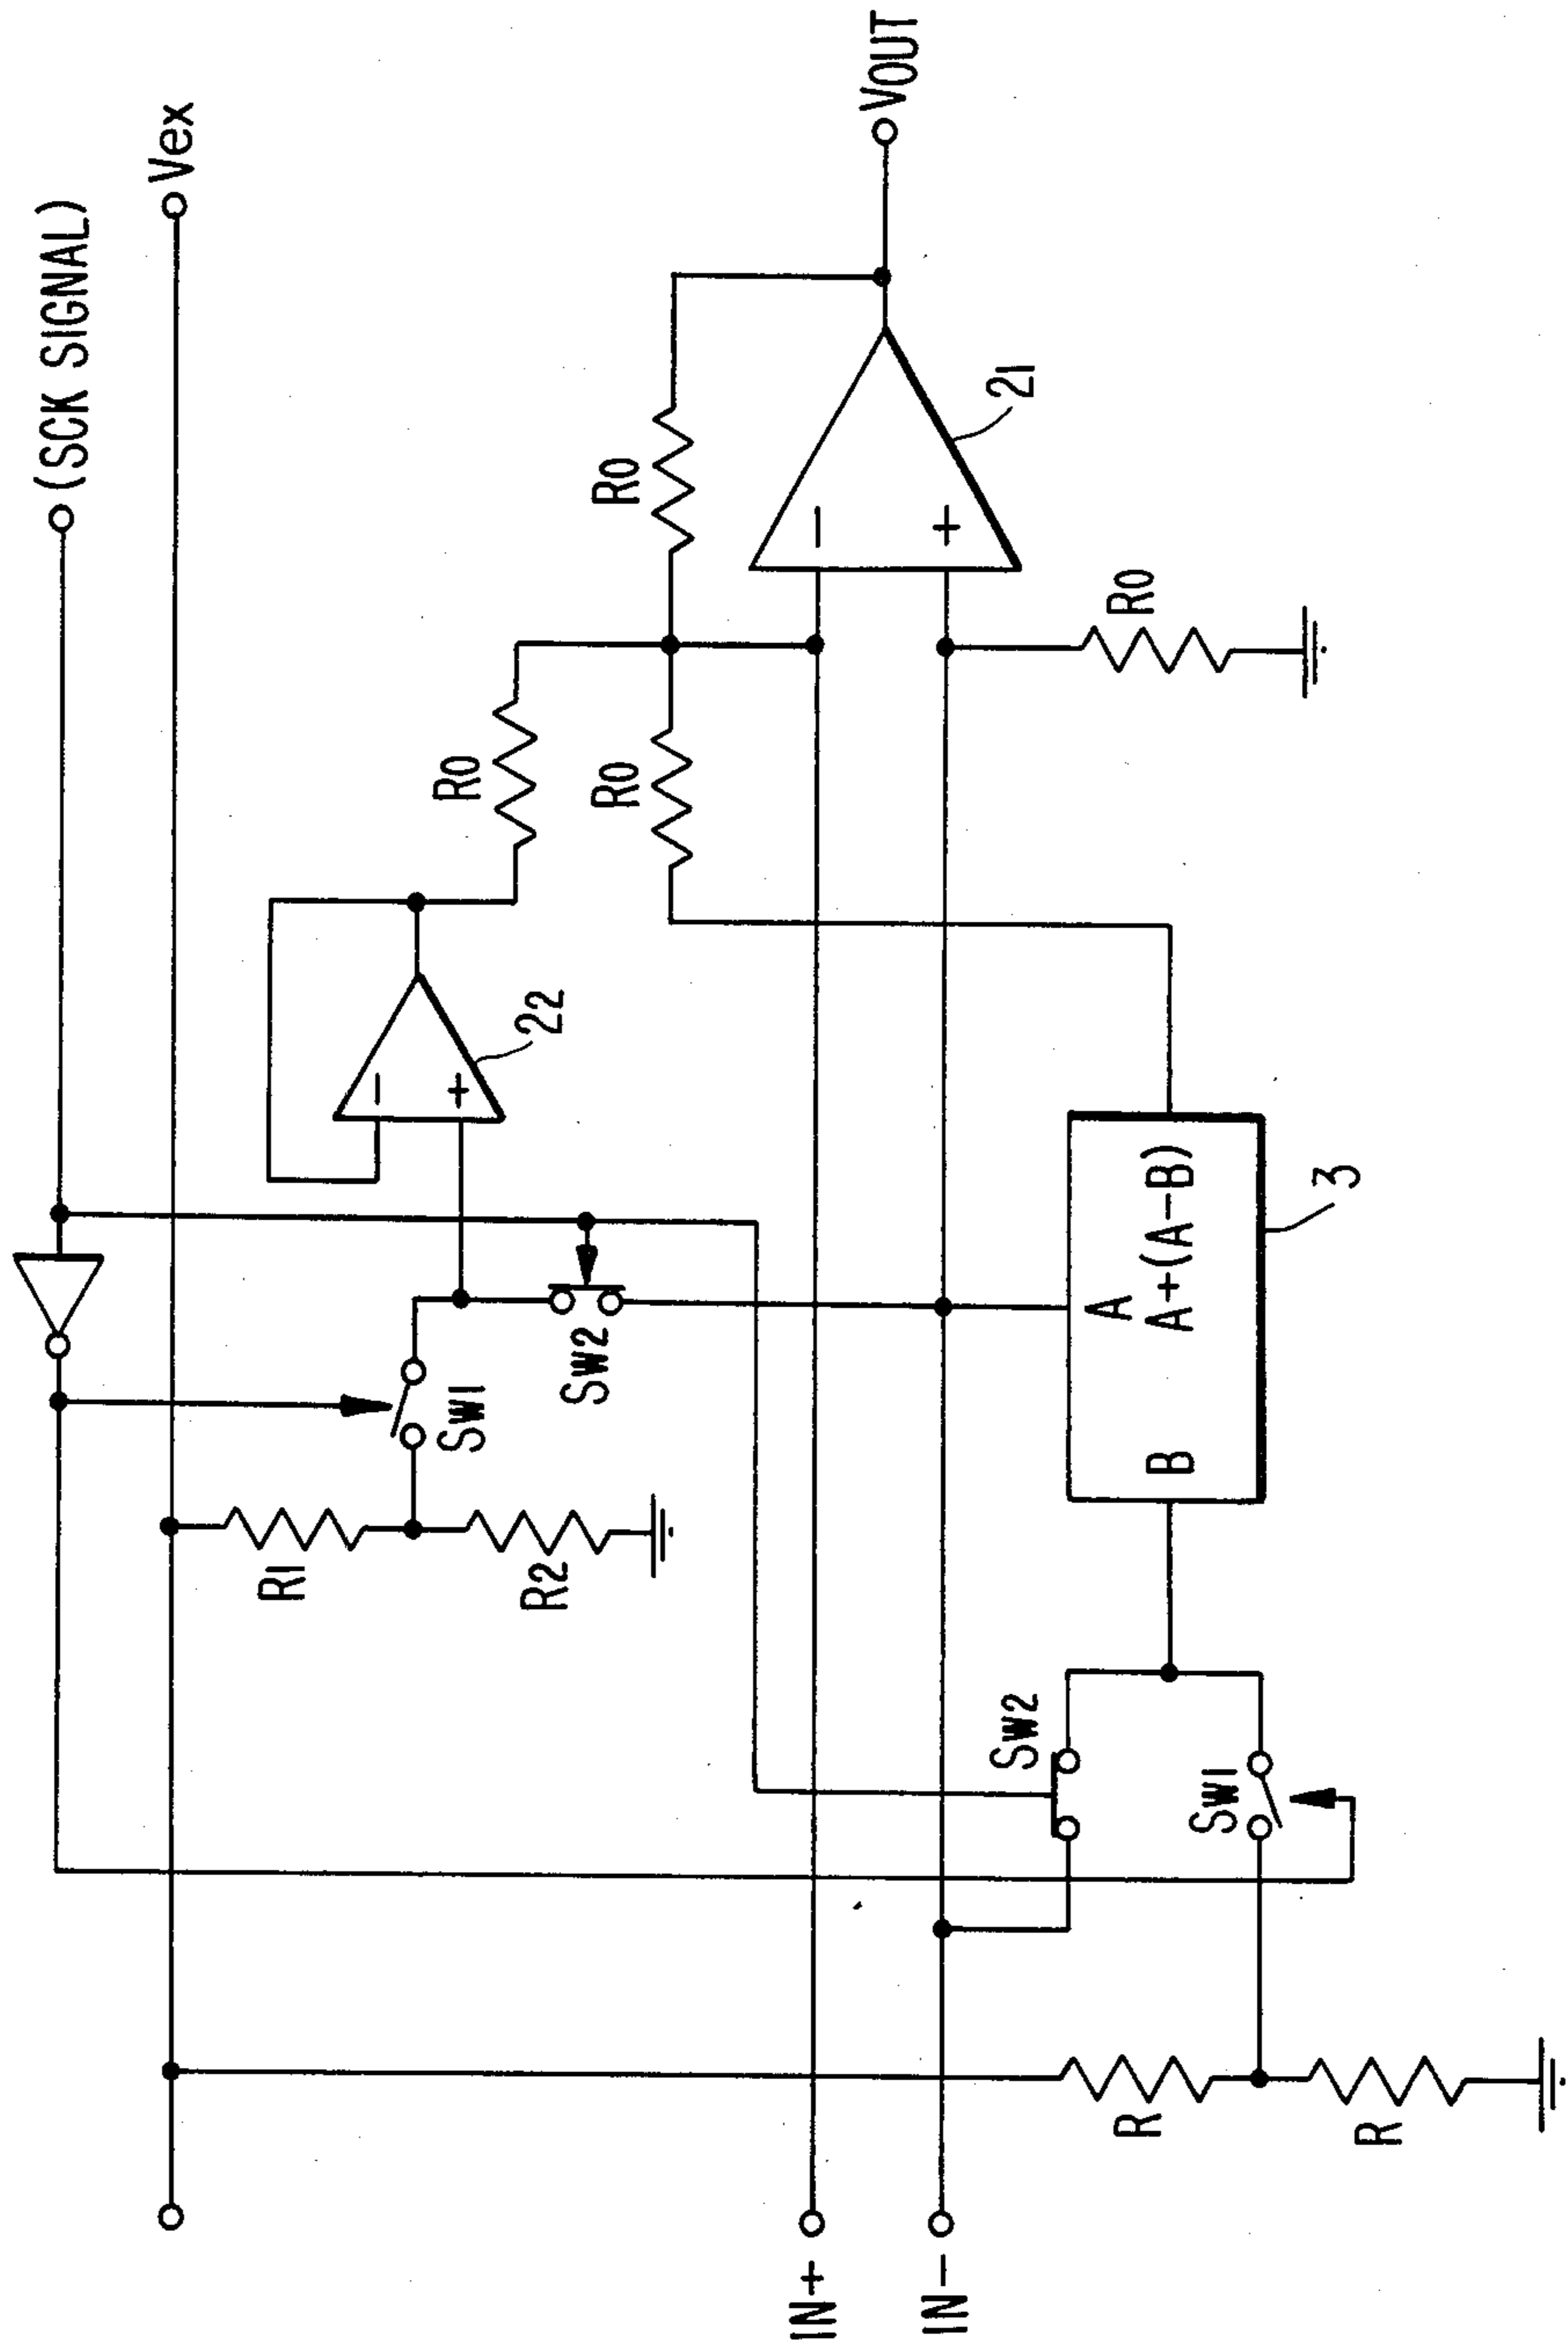 (SCK SIGNAL)
Vex
R1
SW1
R2
SW2
22
R0
R0
R0
21
VOUT
IN+
IN-
R0
SW2
SW1
B
A
A+(A-B)
3
R
R